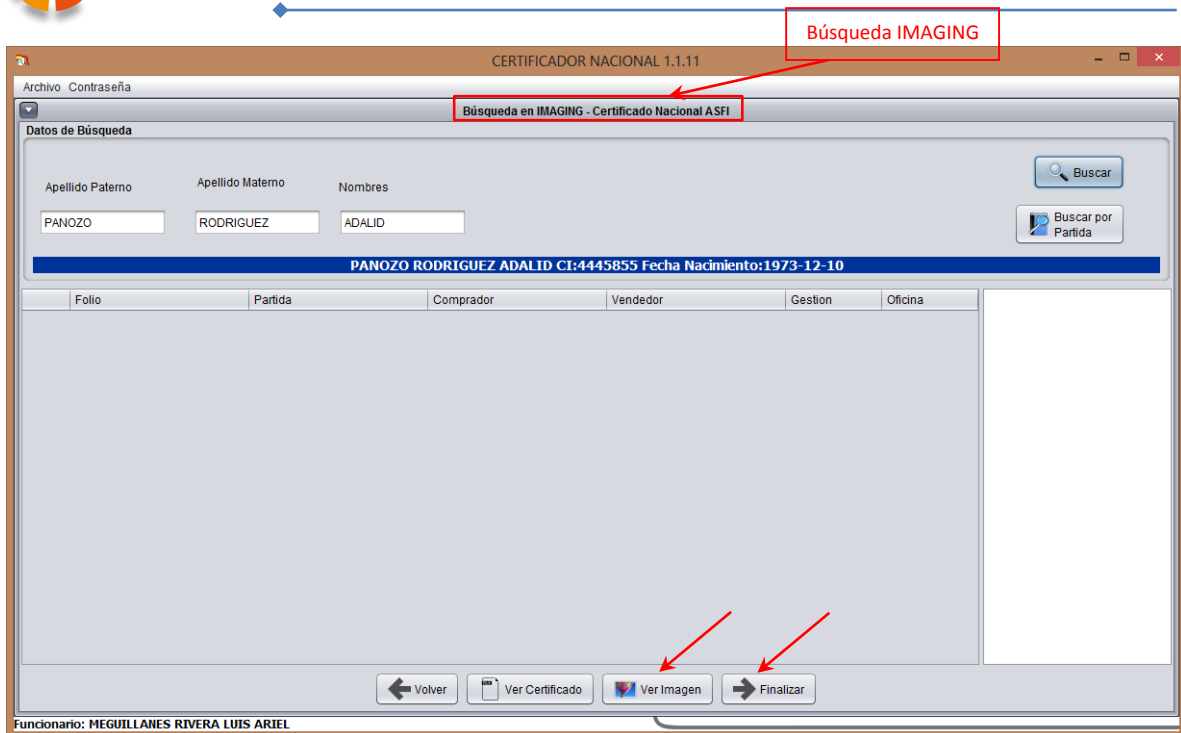 Búsqueda IMAGING
CERTIFICADOR NACIONAL 1.1.11
Archivo Contraseña
Búsqueda en IMAGING - Certificado Nacional ASFI
Datos de Búsqueda
Apellido Paterno Apellido Materno Nombres
Buscar
PANOZO RODRIGUEZ ADALID
Buscar por
Partida
PANOZO RODRIGUEZ ADALID CI:4445855 Fecha Nacimiento:1973-12-10
Folio Partida Comprador Vendedor Gestion Oficina
Volver Ver Certificado Ver Imagen Finalizar
Funcionario: MEGUILLANES RIVERA LUIS ARIEL